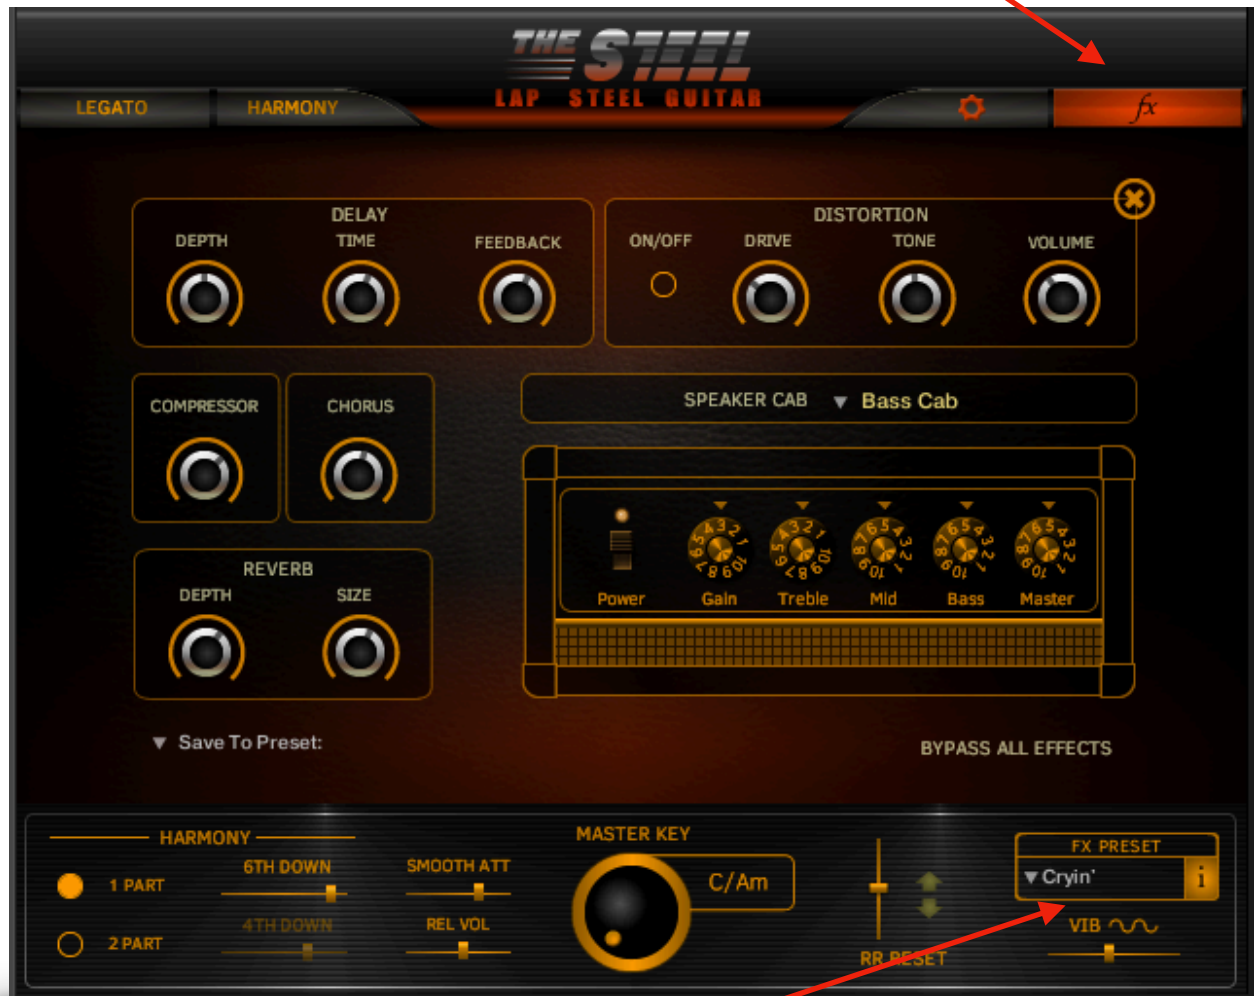 THE STEEL
LAP STEEL GUITAR
LEGATO
HARMONY
fx
DELAY
DEPTH
TIME
FEEDBACK
DISTORTION
ON/OFF
DRIVE
TONE
VOLUME
COMPRESSOR
CHORUS
SPEAKER CAB ▼ Bass Cab
REVERB
DEPTH
SIZE
Power
Gain
Treble
Mid
Bass
Master
▼ Save To Preset:
BYPASS ALL EFFECTS
HARMONY
1 PART
6TH DOWN
2 PART
4TH DOWN
SMOOTH ATT
REL VOL
MASTER KEY
C/Am
RR RESET
FX PRESET
▼ Cryin'
i
VIB